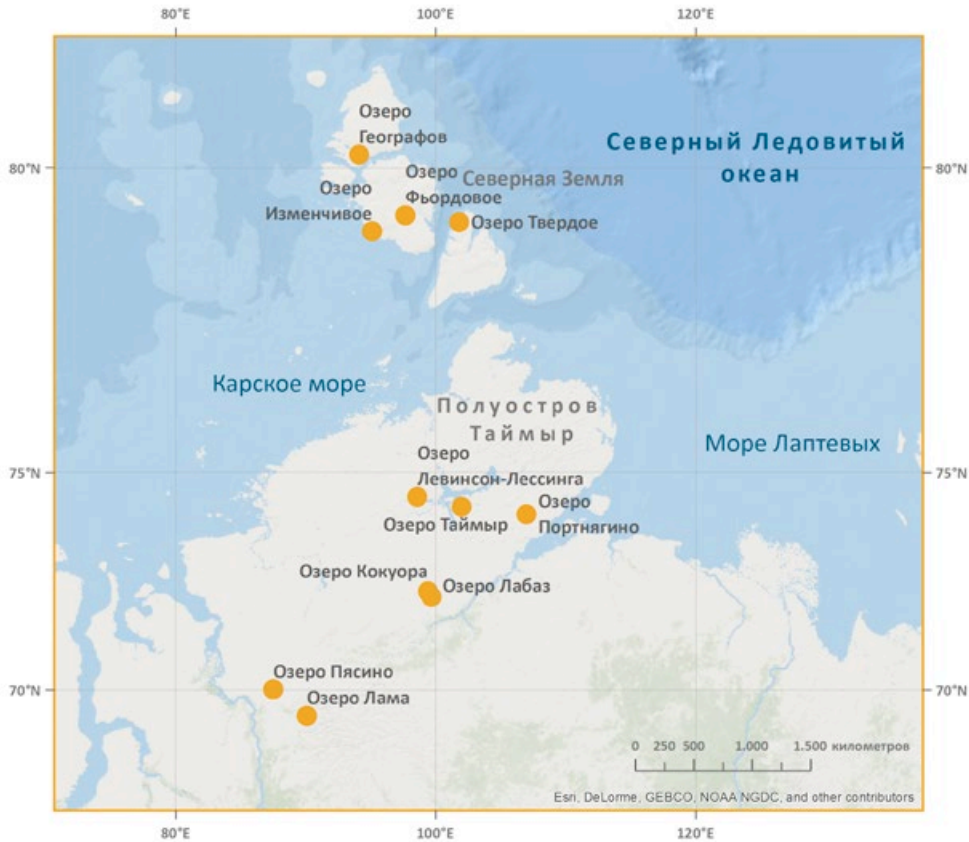 80°E 100°E 120°E
Озеро
Географов
Северный Ледовитый
океан
80°N 80°N
Озеро
Фьордовое
Северная Земля
Озеро
Изменчивое
Озеро Твердое
Карское море
Полуостров
Таймыр
Море Лаптевых
Озеро
Левинсон-Лессинга
75°N 75°N
Озеро Таймыр
Озеро
Портнягино
Озеро Кокуора
Озеро Лабаз
Озеро Пясино
Озеро Лама
70°N 70°N
0 250 500 1.000 1.500 километров
Esri, DeLorme, GEBCO, NOAA NGDC, and other contributors
80°E 100°E 120°E